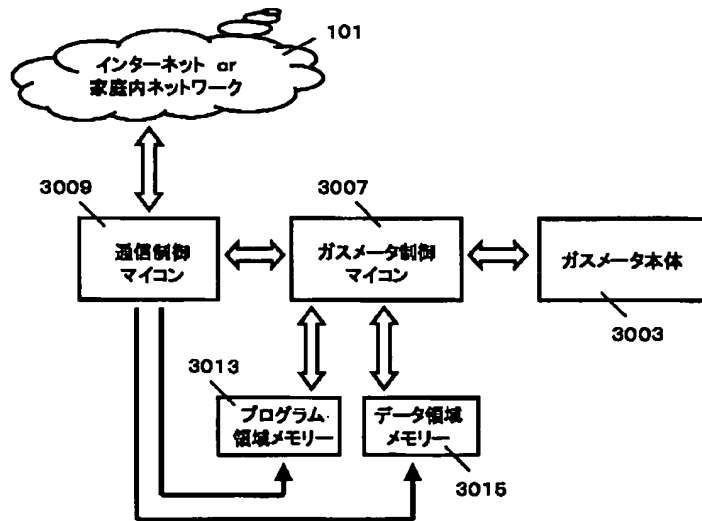 101
インターネット or
家庭内ネットワーク
3009
3007
通信制御
マイコン
ガスメータ制御
マイコン
ガスメータ本体
3003
3013
プログラム
領域メモリー
データ領域
メモリー
3015